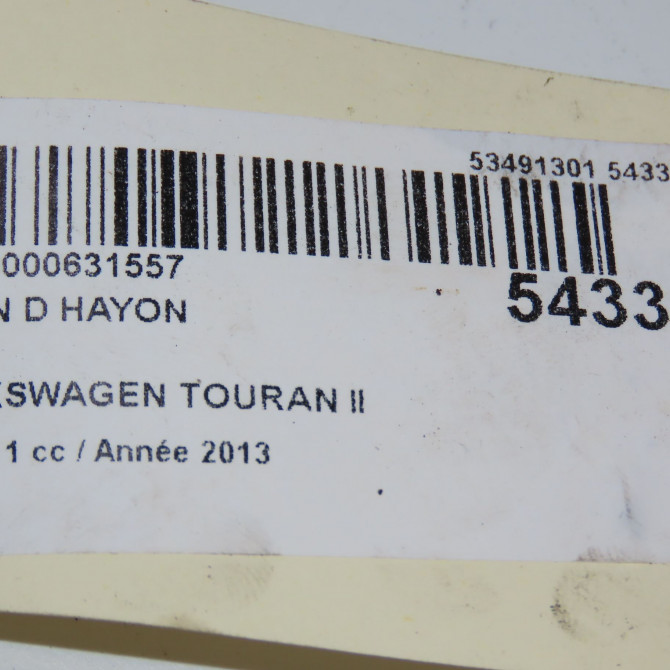 53491301 5433
000631557
5433
N D HAYON
KSWAGEN TOURAN II
1 cc / Année 2013